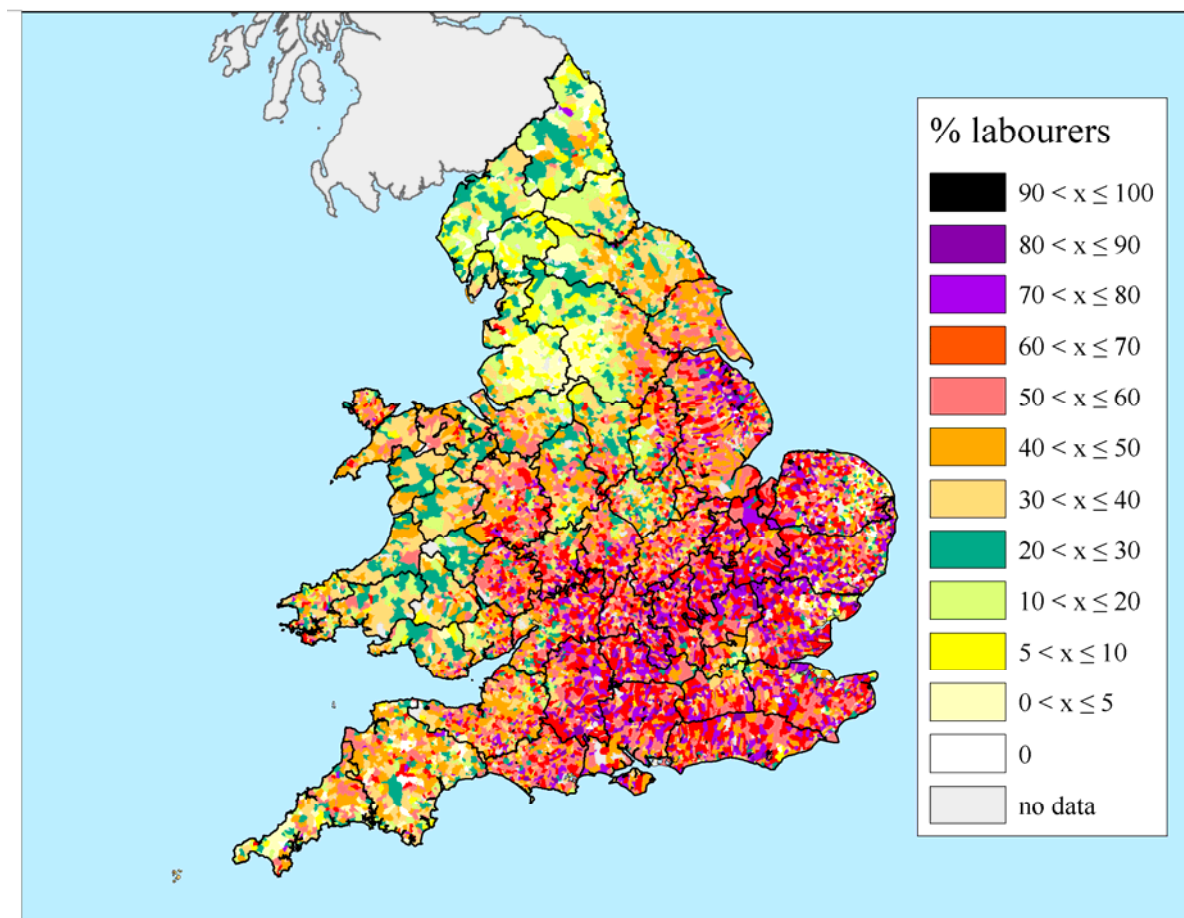 % labourers
90 < x ≤ 100
80 < x ≤ 90
70 < x ≤ 80
60 < x ≤ 70
50 < x ≤ 60
40 < x ≤ 50
30 < x ≤ 40
20 < x ≤ 30
10 < x ≤ 20
5 < x ≤ 10
0 < x ≤ 5
0
no data